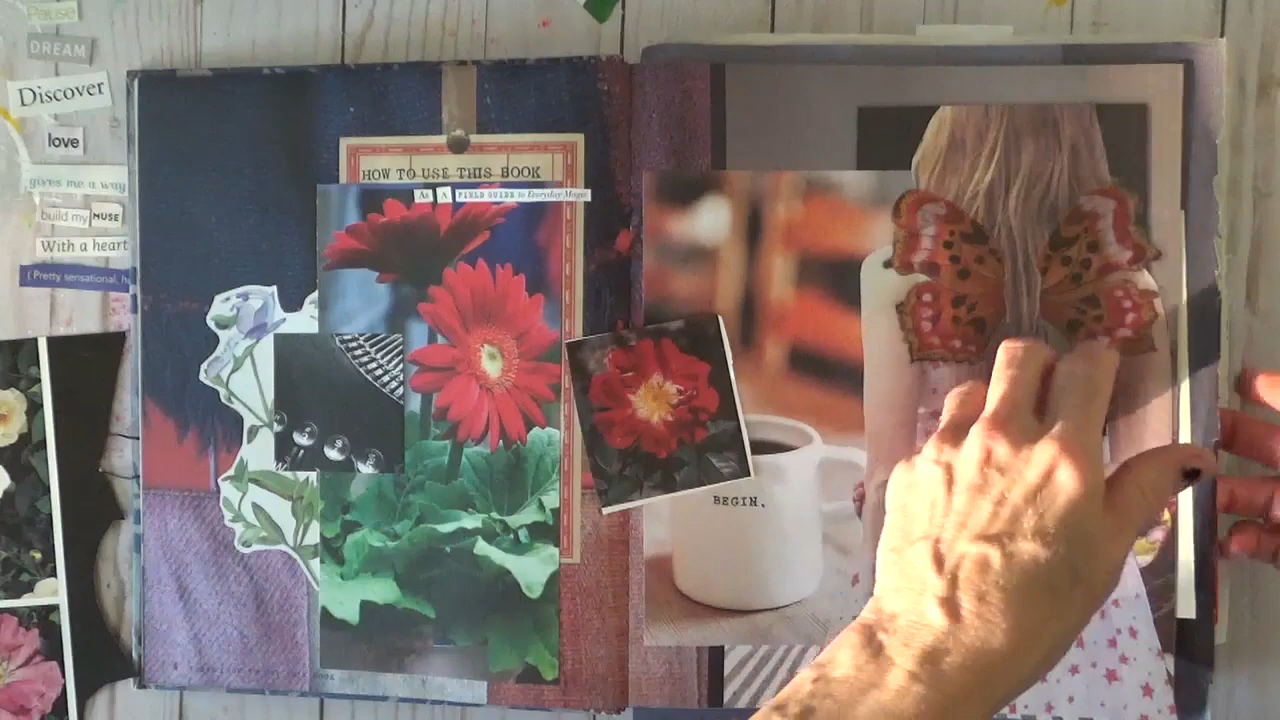 Pause
DREAM
Discover
love
gives me a way
build my MUSE
With a heart
( Pretty sensational, h
HOW TO USE THIS BOOK
As A FIELD GUIDE to Everyday Magic
BEGIN.